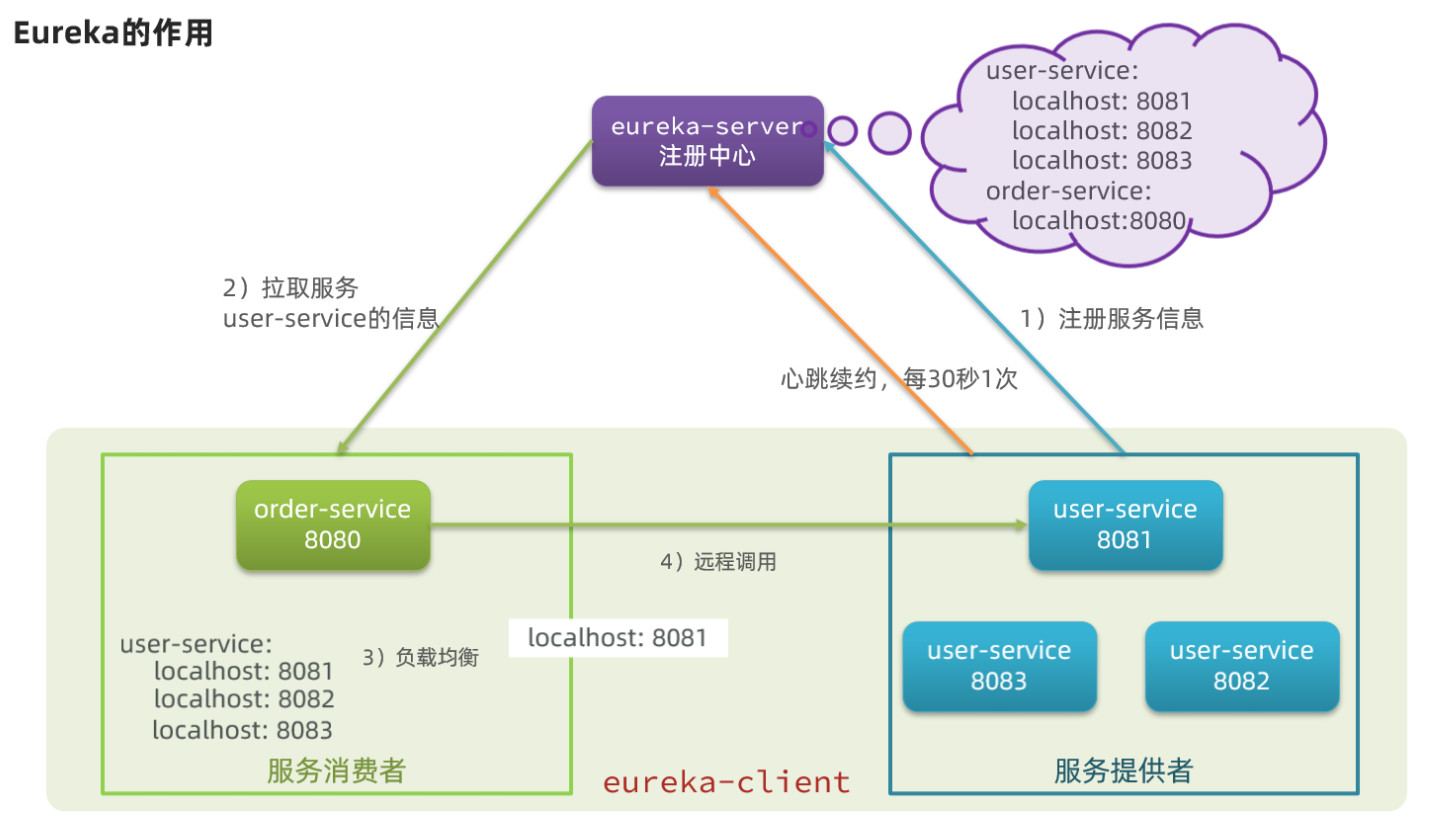 Eureka的作用
eureka-server
注册中心
user-service:
localhost: 8081
localhost: 8082
localhost: 8083
order-service:
localhost:8080
2）拉取服务
user-service的信息
1）注册服务信息
心跳续约，每30秒1次
order-service
8080
user-service
8081
4）远程调用
user-service:
localhost: 8081
localhost: 8082
localhost: 8083
3）负载均衡
localhost: 8081
user-service
8083
user-service
8082
服务消费者
eureka-client
服务提供者